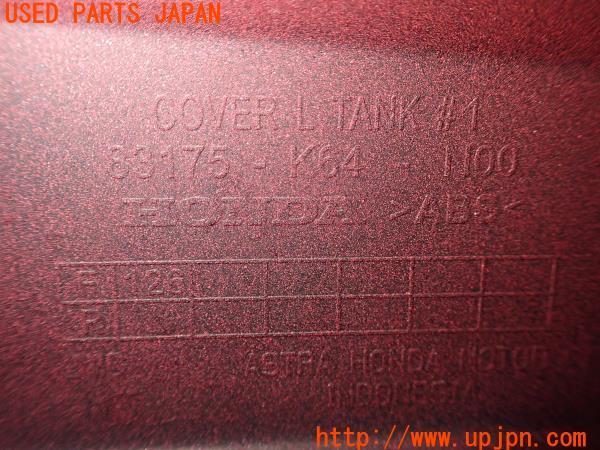 USED PARTS JAPAN
COVER L TANK #1
83175 - K64 - N00
HONDA >ABS<
126
R
ASTRA HONDA MOTOR
INDONESIA
http://www.upjpn.com/